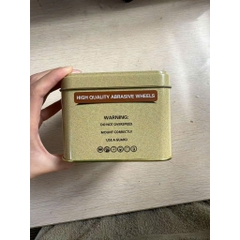 HIGH QUALITY ABRASIVE WHEELS
WARNING:
DO NOT OVERSPEED
MOUNT CORRECTLY
USE A GUARD